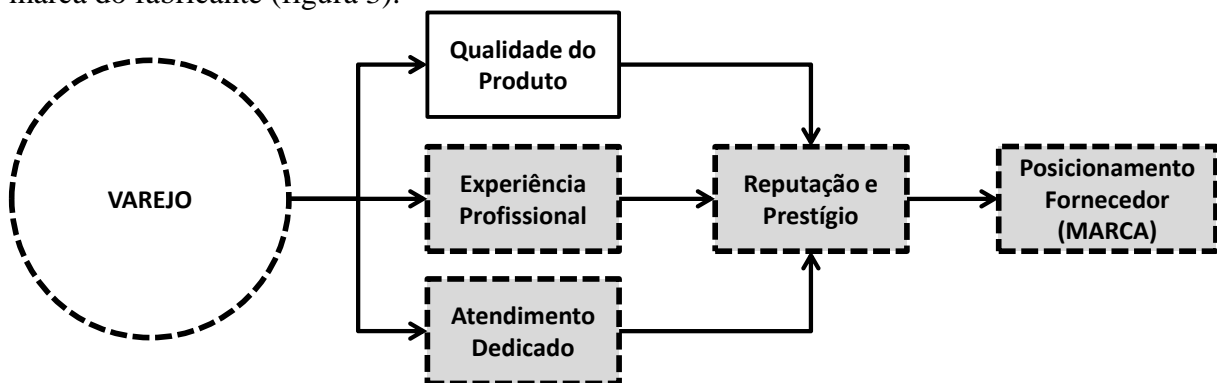 marca do fabricante (figura 3).
Qualidade do
Produto
VAREJO
Experiência
Profissional
Reputação e
Prestígio
Posicionamento
Fornecedor
(MARCA)
Atendimento
Dedicado